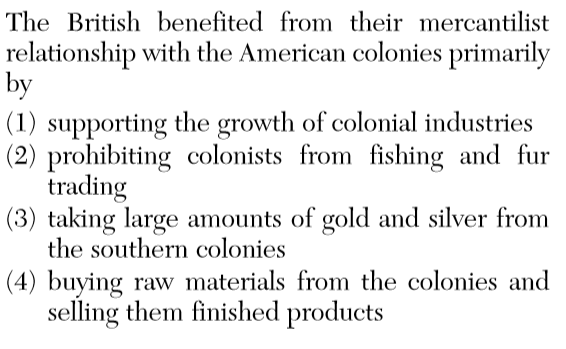 The British benefited from their mercantilist
relationship with the American colonies primarily
by
(1) supporting the growth of colonial industries
(2) prohibiting colonists from fishing and fur
trading
(3) taking large amounts of gold and silver from
the southern colonies
(4) buying raw materials from the colonies and
selling them finished products